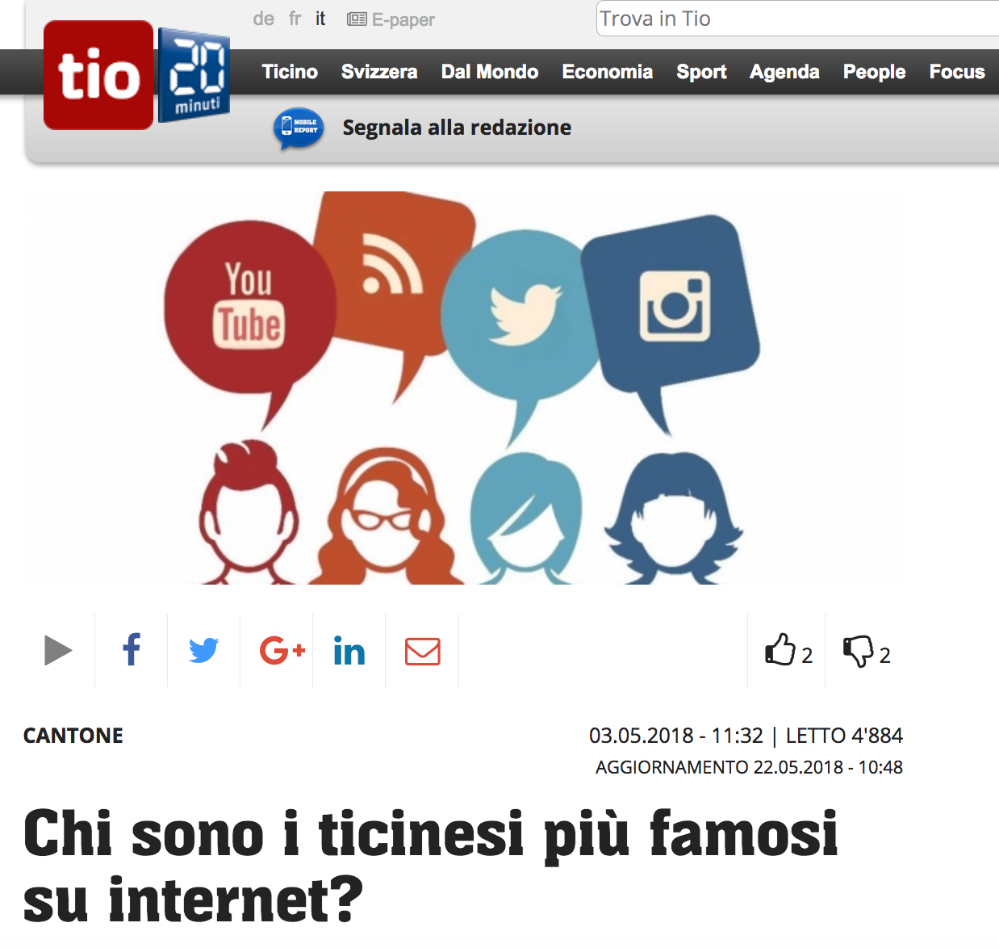 de fr it E-paper
Trova in Tio
tio
20
minuti
Ticino Svizzera Dal Mondo Economia Sport Agenda People Focus
MOBILE
REPORT
Segnala alla redazione
You
Tube
f G+ in
2 2
CANTONE
03.05.2018 - 11:32 | LETTO 4'884
AGGIORNAMENTO 22.05.2018 - 10:48
Chi sono i ticinesi più famosi
su internet?